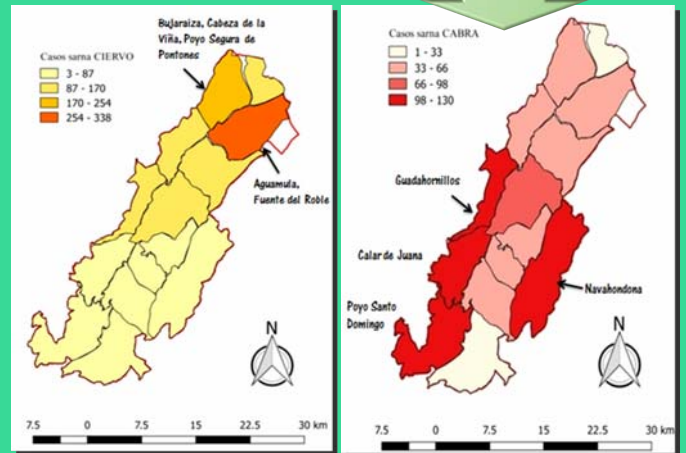 Bujaraiza, Cabeza de la
Viña, Poyo Segura de
Pontones
Casos sarna CIERVO
3 - 87
87 - 170
170 - 254
254 - 338
Aguamula,
Fuente del Roble
N
7.5 0 7.5 15 22.5 30 km
Casos sarna CABRA
1 - 33
33 - 66
66 - 98
98 - 130
Guadahornillos
Calar de Juana
Navahondona
Poyo Santo
Domingo
N
7.5 0 7.5 15 22.5 30 km